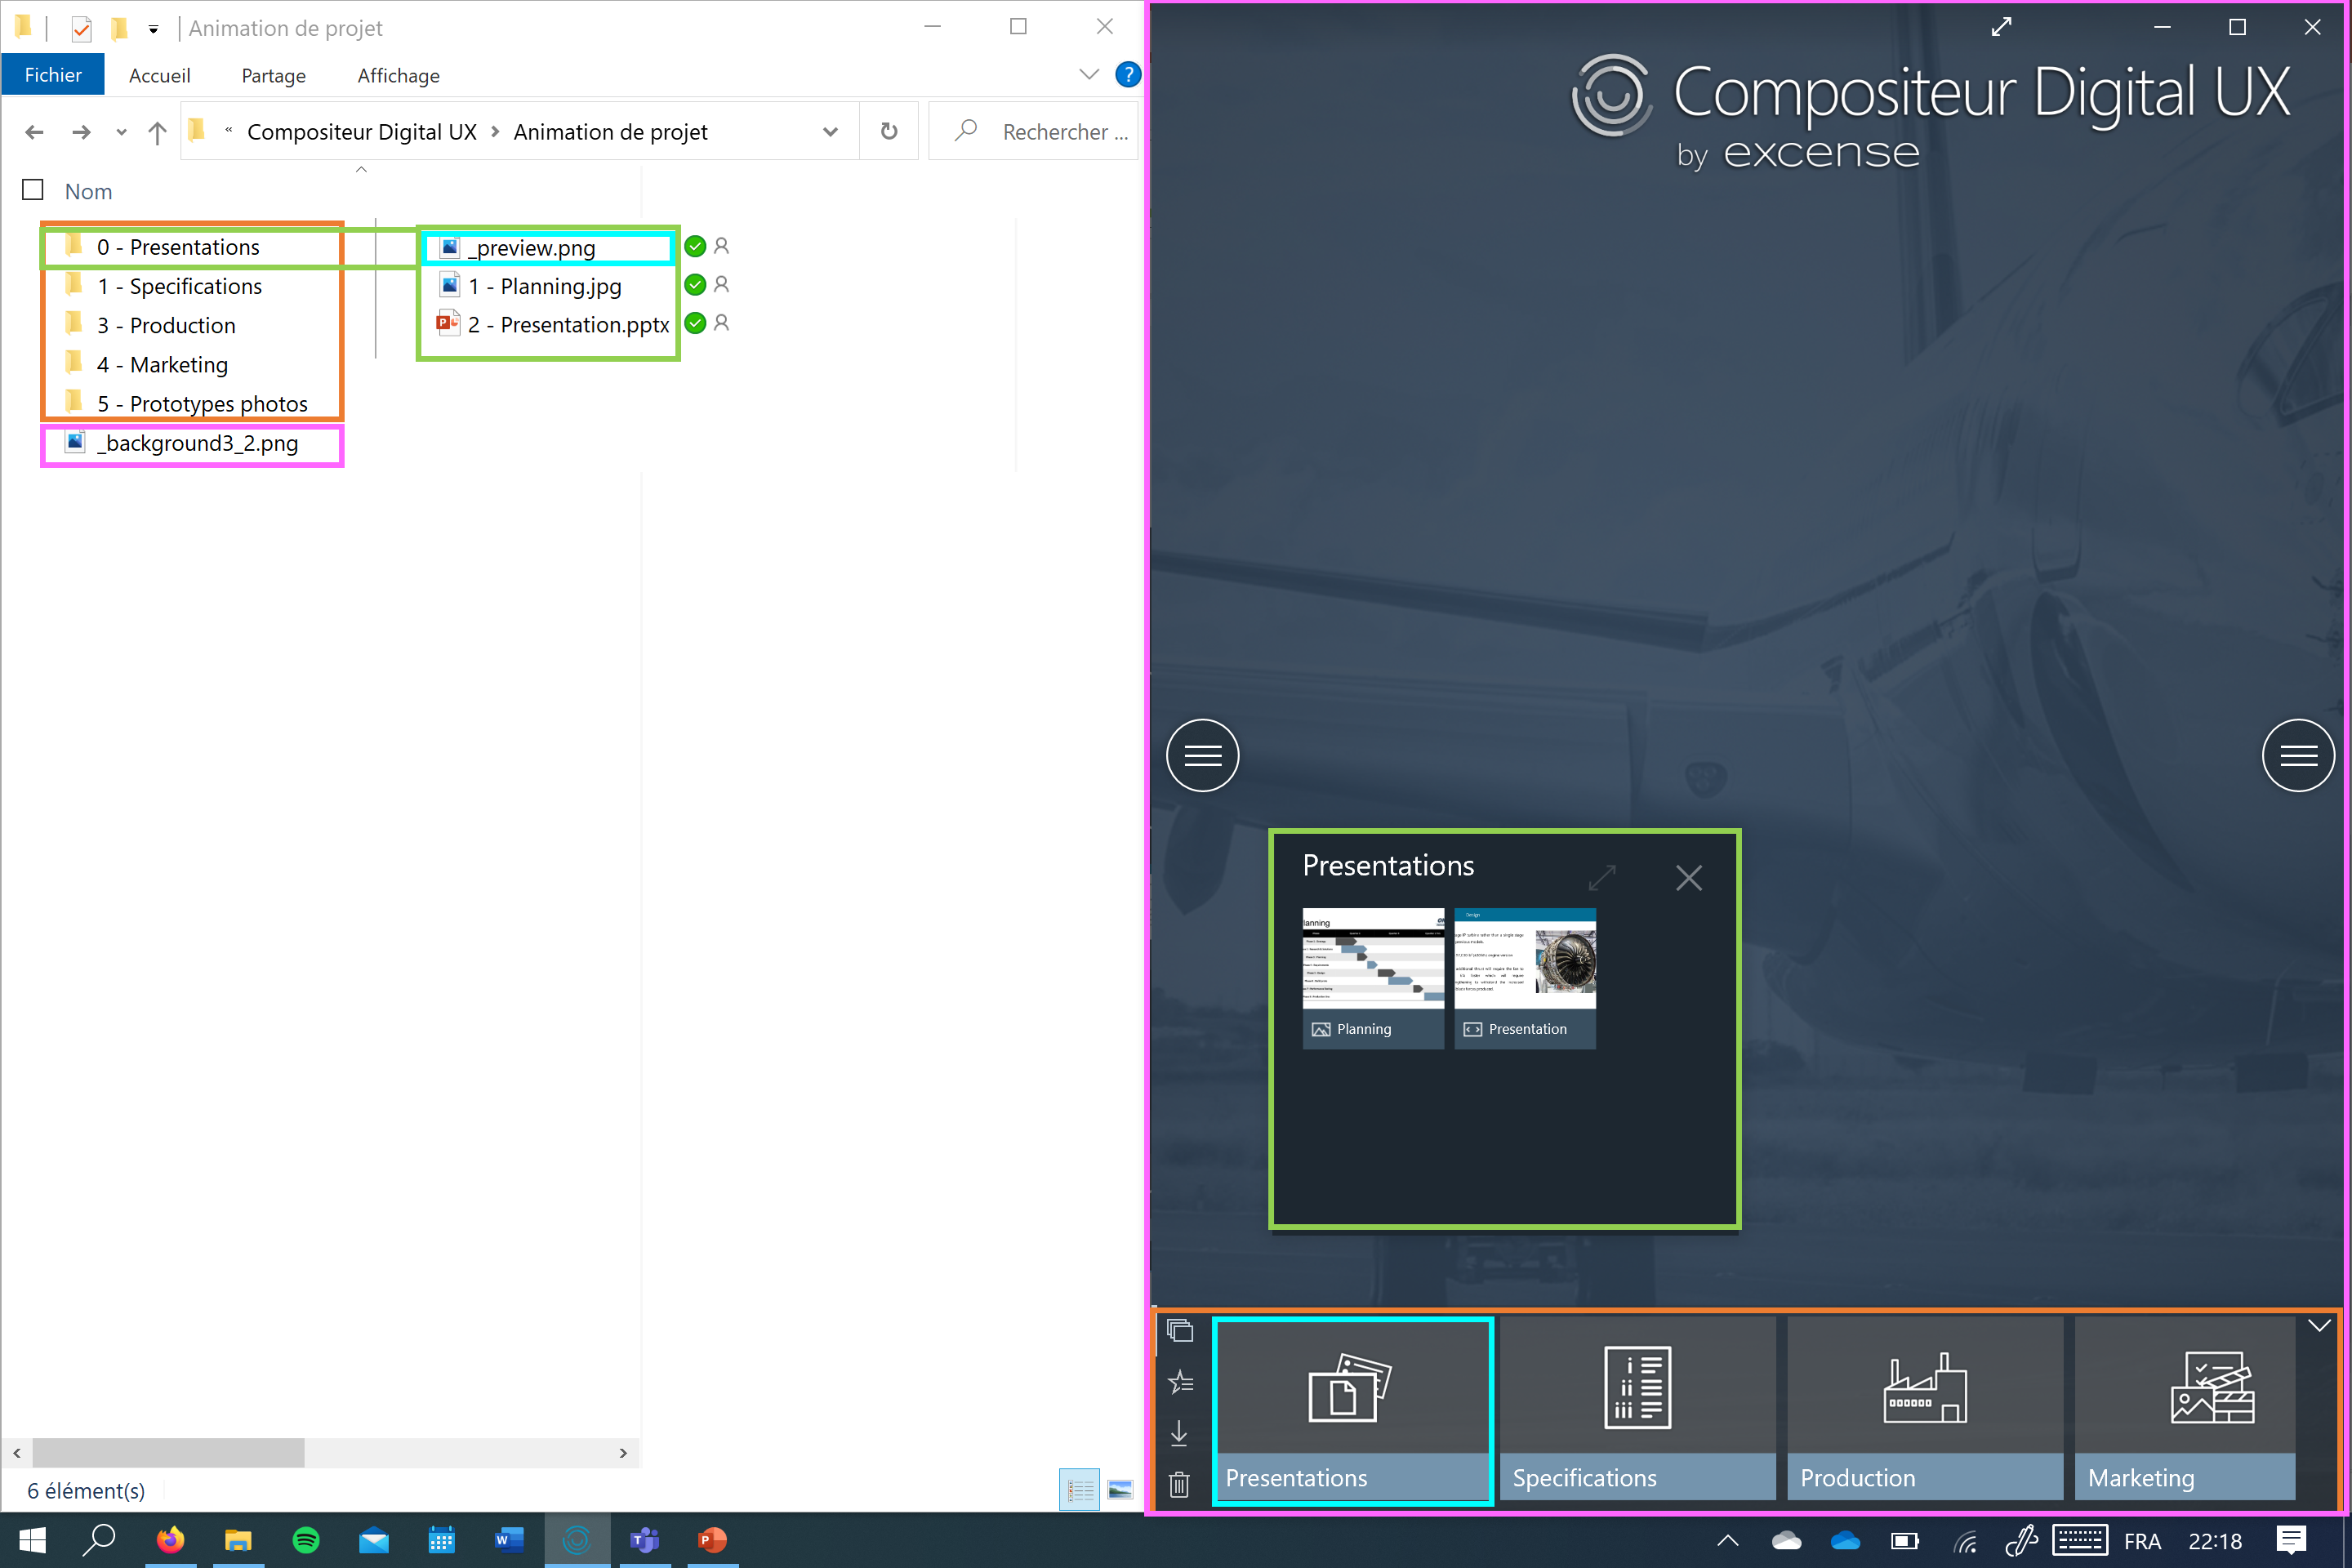 Animation de projet
Fichier
Accueil
Partage
Affichage
?
« Compositeur Digital UX > Animation de projet
Rechercher ...
Nom
0 - Presentations
1 - Specifications
3 - Production
4 - Marketing
5 - Prototypes photos
_background3_2.png
_preview.png
1 - Planning.jpg
2 - Presentation.pptx
6 élément(s)
Compositeur Digital UX
by excense
Presentations
lanning
Design
Planning
Presentation
Presentations
Specifications
Production
Marketing
FRA
22:18